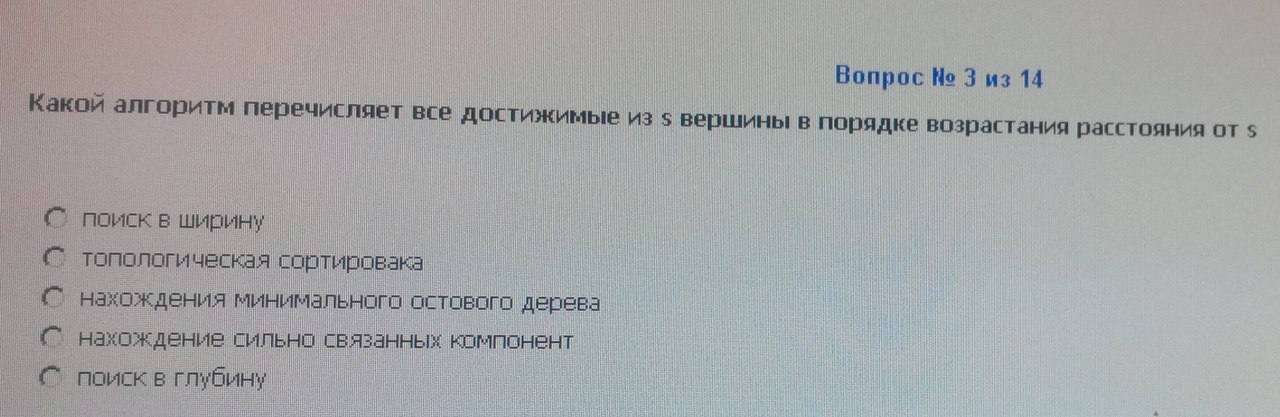 Вопрос № 3 из 14
Какой алгоритм перечисляет все достижимые из s вершины в порядке возрастания расстояния от s
поиск в ширину
топологическая сортировака
нахождения минимального остового дерева
нахождение сильно связанных компонент
поиск в глубину